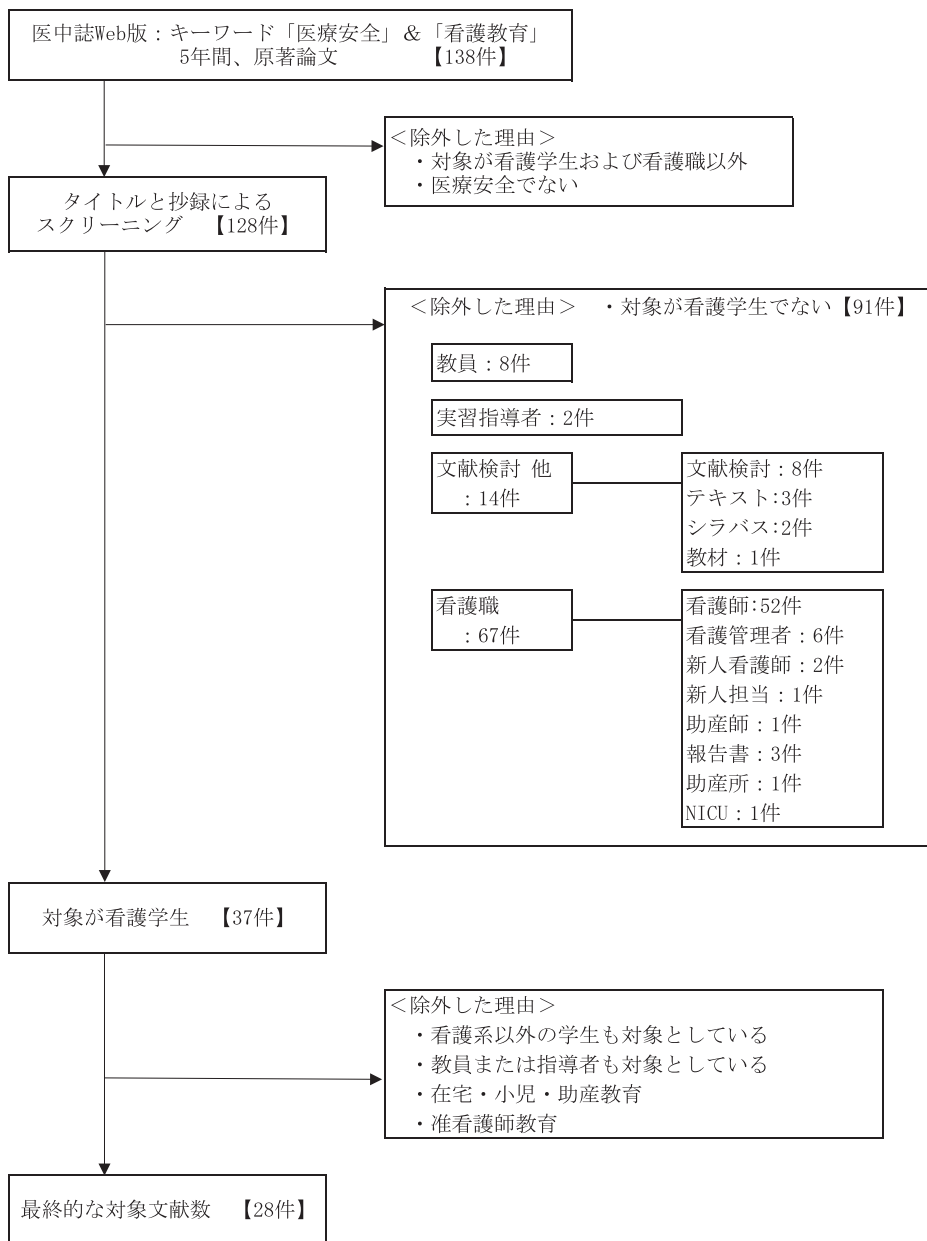 医中誌Web版：キーワード「医療安全」＆「看護教育」
5年間、原著論文　【138件】
＜除外した理由＞
・対象が看護学生および看護職以外
・医療安全でない
タイトルと抄録による
スクリーニング　【128件】
＜除外した理由＞　・対象が看護学生でない【91件】
教員：8件
実習指導者：2件
文献検討 他
：14件
文献検討：8件
テキスト:3件
シラバス:2件
教材：1件
看護職
：67件
看護師:52件
看護管理者：6件
新人看護師：2件
新人担当：1件
助産師：1件
報告書：3件
助産所：1件
NICU：1件
対象が看護学生　【37件】
＜除外した理由＞
・看護系以外の学生も対象としている
・教員または指導者も対象としている
・在宅・小児・助産教育
・准看護師教育
最終的な対象文献数　【28件】